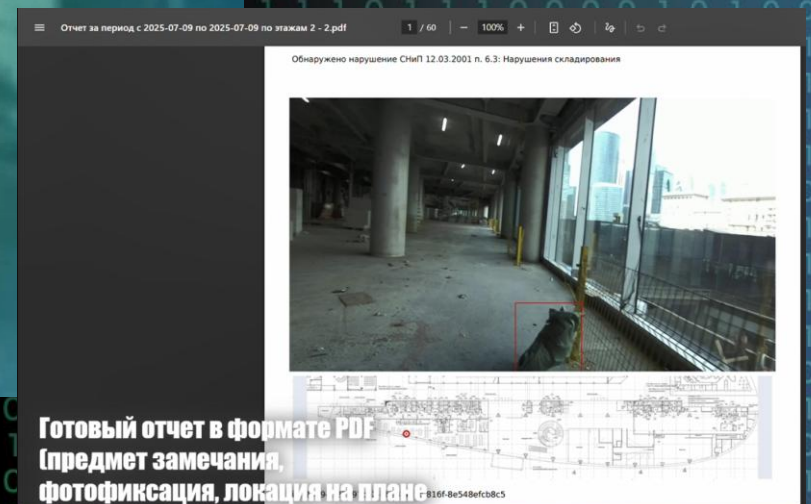 Отчет за период с 2025-07-09 по 2025-07-09 по этажам 2 - 2.pdf
1 / 60
100%
Обнаружено нарушение СНиП 12.03.2001 п. 6.3: Нарушения складирования
Готовый отчет в формате PDF
(предмет замечания,
фотофиксация, локация на плане
816f-8e548efcb8c5